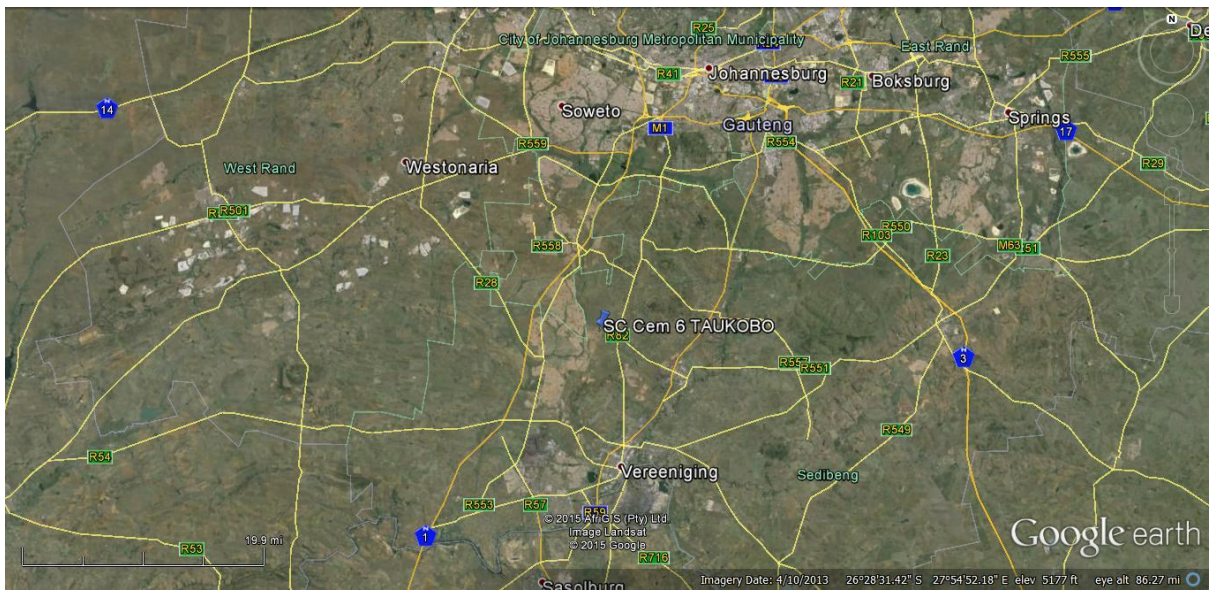 R25
N
De
City of Johannesburg Metropolitan Municipality
East Rand
R555
R41
Johannesburg
R21
Boksburg
14
Soweto
Springs
M1
Gauteng
17
R559
R554
West Rand
Westonaria
R29
R501
R550
R103
R558
M63
R23
R28
SC Cem 6 TAUKOBO
R82
3
R557
R551
R549
R54
Vereeniging
Sedibeng
R553
R57
R59
© 2015 AfriGIS (Pty) Ltd.
Image Landsat
© 2015 Google
Google earth
1
19.9 mi
R53
R716
Sasolburg
Imagery Date: 4/10/2013 26°28'31.42" S 27°54'52.18" E elev 5177 ft eye alt 86.27 mi